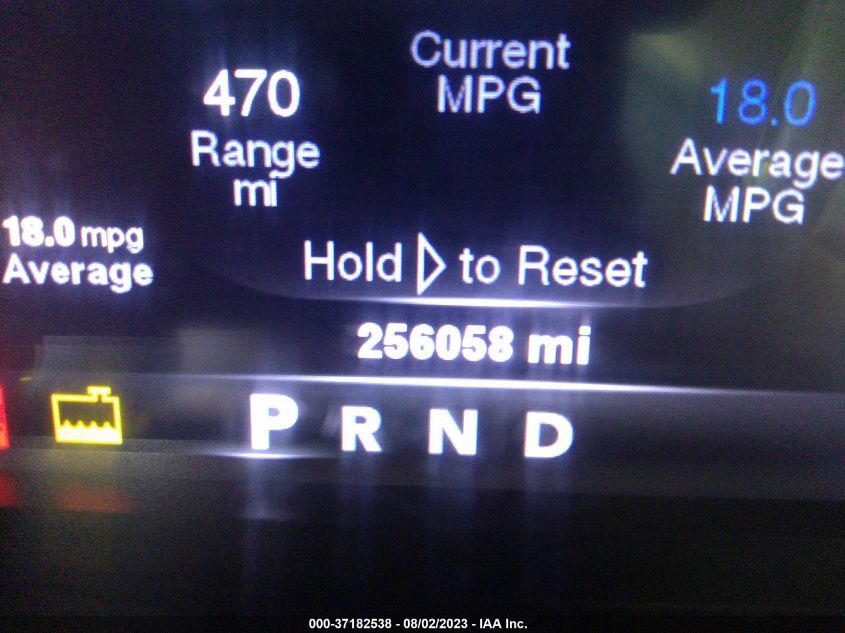 Current
MPG
470
Range
mi
18.0
Average
MPG
18.0 mpg
Average
Hold ▷ to Reset
256058 mi
P R N D
000-37182538 - 08/02/2023 - IAA Inc.